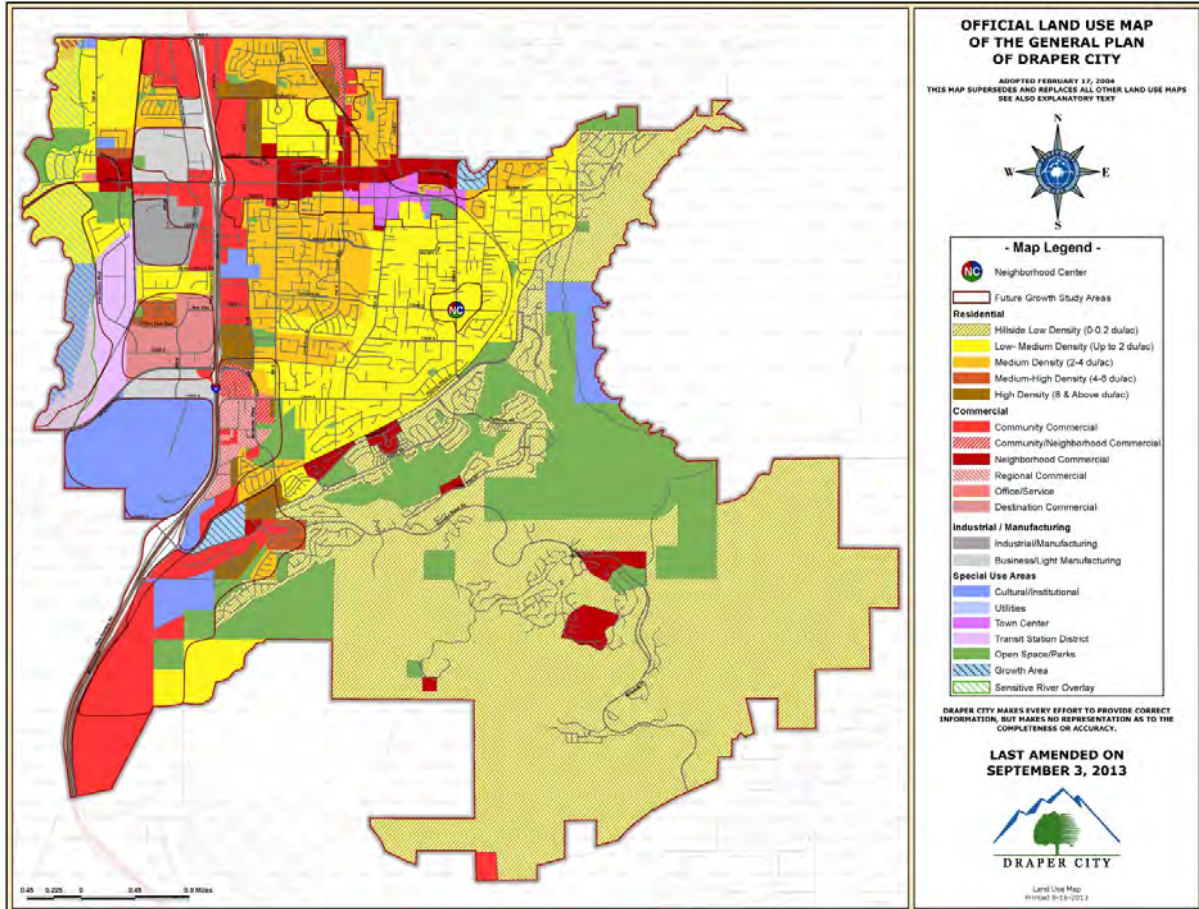 OFFICIAL LAND USE MAP
OF THE GENERAL PLAN
OF DRAPER CITY
ADOPTED FEBRUARY 17, 2004
THIS MAP SUPERSEDES AND REPLACES ALL OTHER LAND USE MAPS
SEE ALSO EXPLANATORY TEXT
N
W
E
S
- Map Legend -
NC Neighborhood Center
Future Growth Study Areas
Residential
Hillside Low Density (0-0.2 du/ac)
Low- Medium Density (Up to 2 du/ac)
Medium Density (2-4 du/ac)
Medium-High Density (4-8 du/ac)
High Density (8 & Above du/ac)
Commercial
Community Commercial
Community/Neighborhood Commercial
Neighborhood Commercial
Regional Commercial
Office/Service
Destination Commercial
Industrial / Manufacturing
Industrial/Manufacturing
Business/Light Manufacturing
Special Use Areas
Cultural/Institutional
Utilities
Town Center
Transit Station District
Open Space/Parks
Growth Area
Sensitive River Overlay
DRAPER CITY MAKES EVERY EFFORT TO PROVIDE CORRECT
INFORMATION, BUT MAKES NO REPRESENTATION AS TO THE
COMPLETENESS OR ACCURACY.
LAST AMENDED ON
SEPTEMBER 3, 2013
DRAPER CITY
Land Use Map
Printed 9-16-2013
NC
0.45 0.225 0 0.45 0.9 Miles